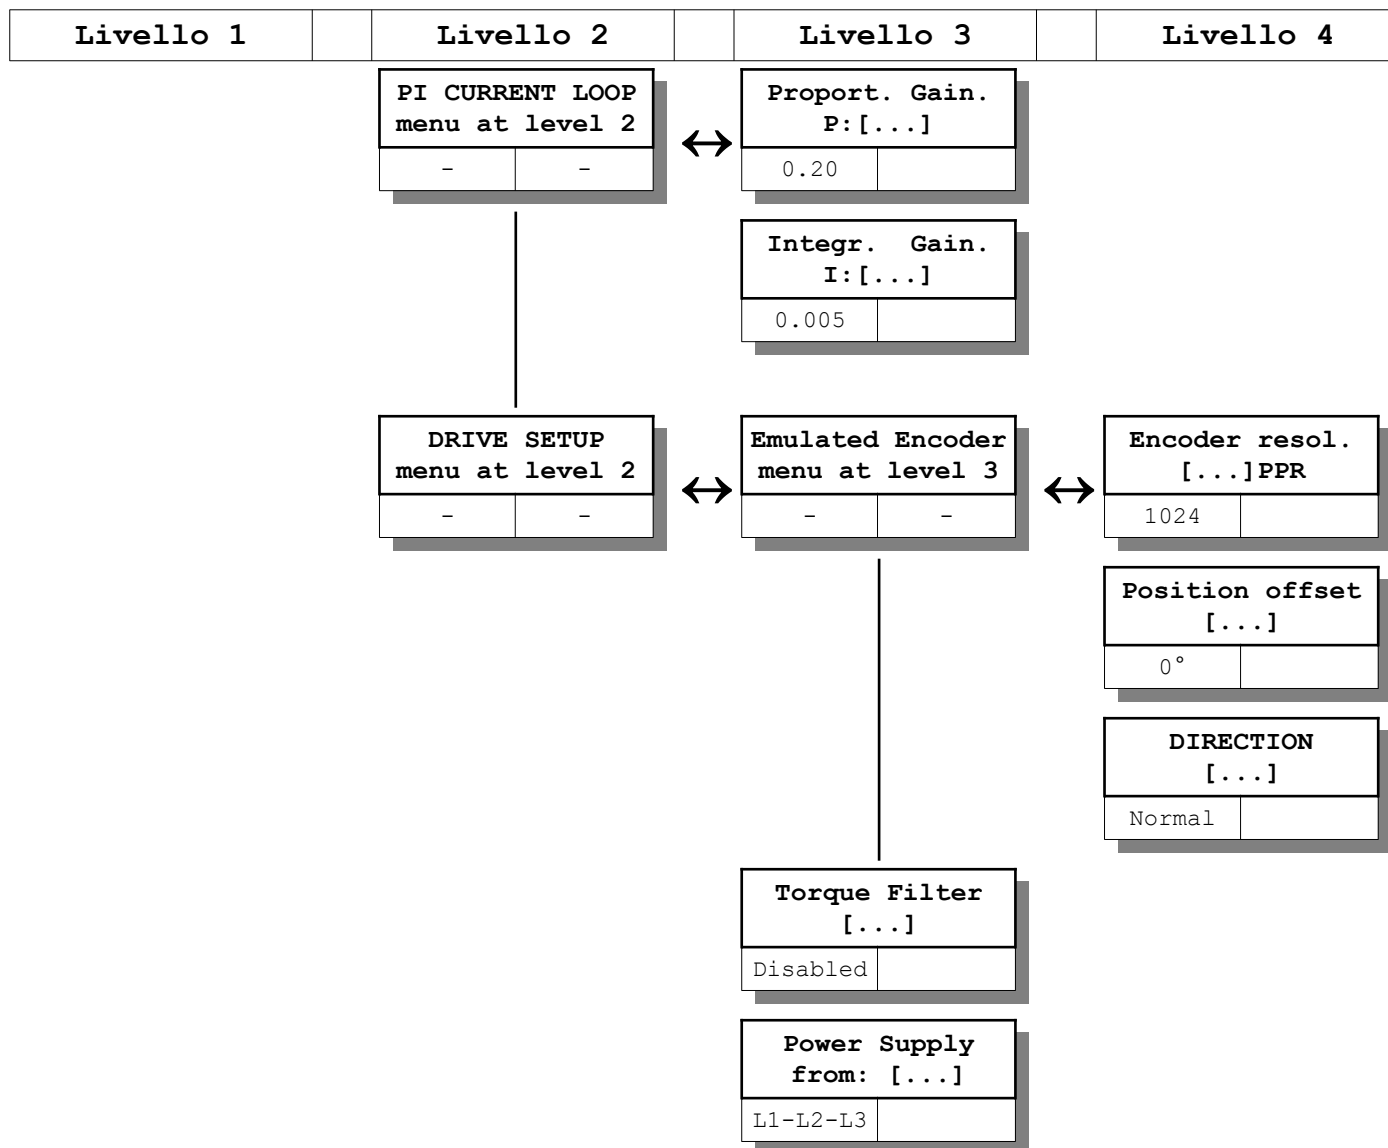 Livello 1 Livello 2 Livello 3 Livello 4
PI CURRENT LOOP
menu at level 2
- -
Proport. Gain.
P:[...]
0.20
Integr. Gain.
I:[...]
0.005
DRIVE SETUP
menu at level 2
- -
Emulated Encoder
menu at level 3
- -
Encoder resol.
[...]PPR
1024
Position offset
[...]
0°
DIRECTION
[...]
Normal
Torque Filter
[...]
Disabled
Power Supply
from: [...]
L1-L2-L3